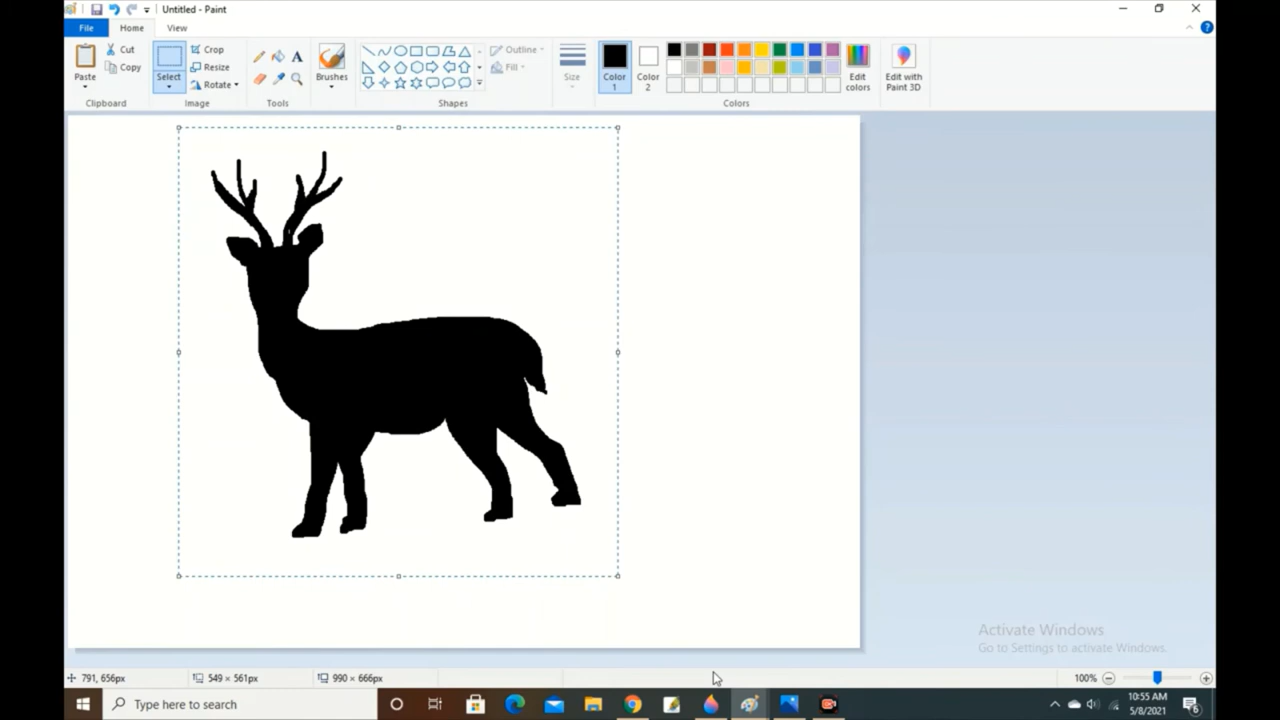 Untitled - Paint
File Home View
Cut
Copy
Paste
Clipboard
Select
Crop
Resize
Rotate
Image
A
Tools
Brushes
Outline
Fill
Shapes
Size
Color 1
Color 2
Edit colors
Colors
Edit with Paint 3D
Activate Windows
Go to Settings to activate Windows.
791, 656px 549 × 561px 990 × 666px 100%
Type here to search
10:55 AM
5/8/2021